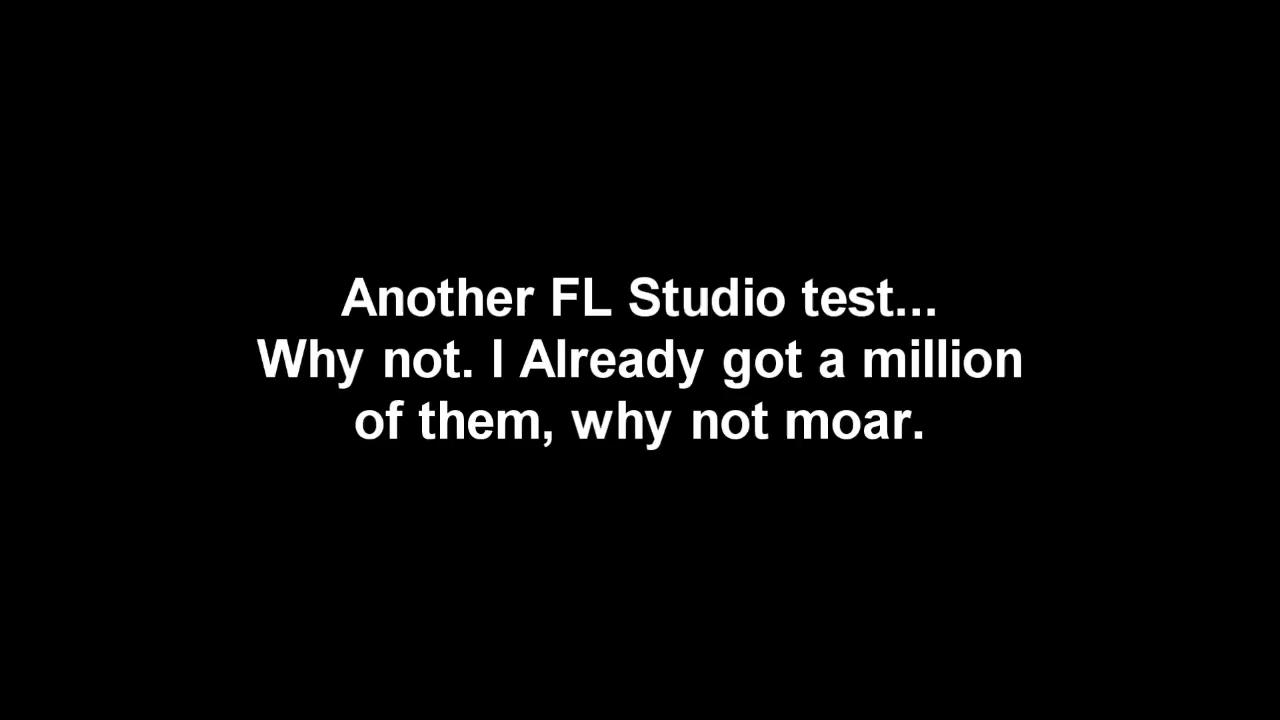 Another FL Studio test...
Why not. I Already got a million
of them, why not moar.